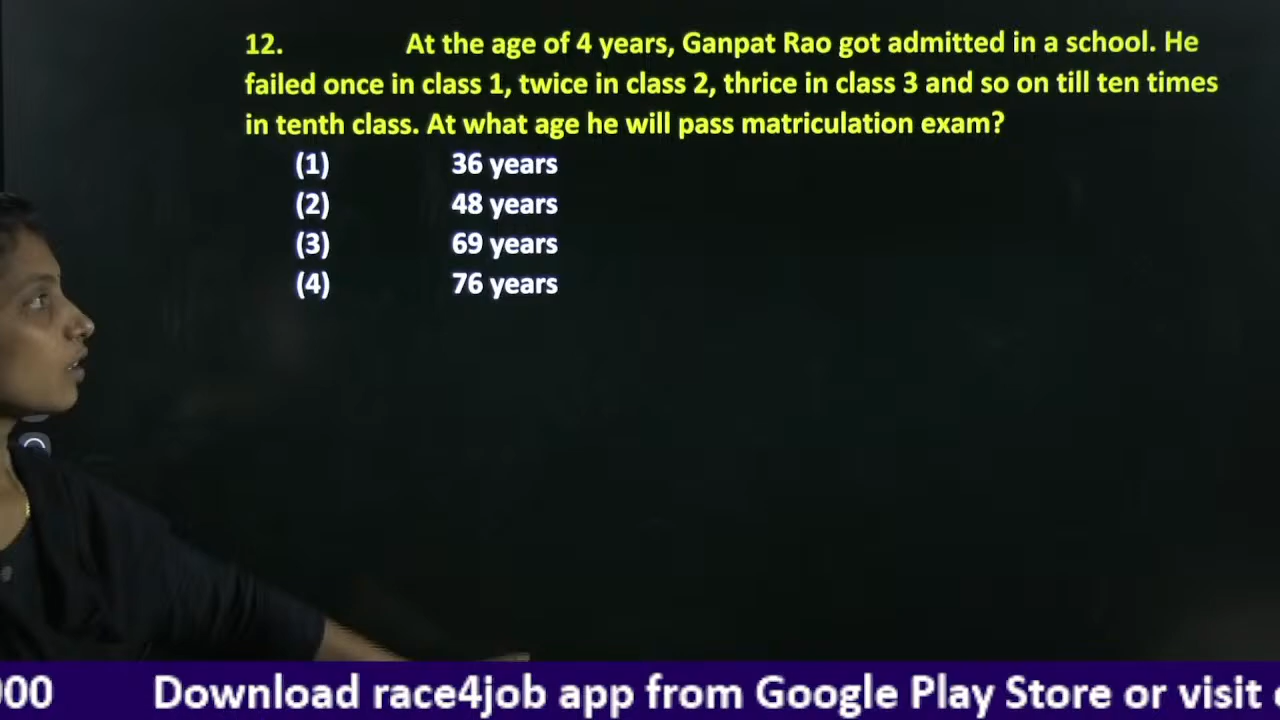 12. At the age of 4 years, Ganpat Rao got admitted in a school. He
failed once in class 1, twice in class 2, thrice in class 3 and so on till ten times
in tenth class. At what age he will pass matriculation exam?
(1) 36 years
(2) 48 years
(3) 69 years
(4) 76 years
000 Download race4job app from Google Play Store or visit